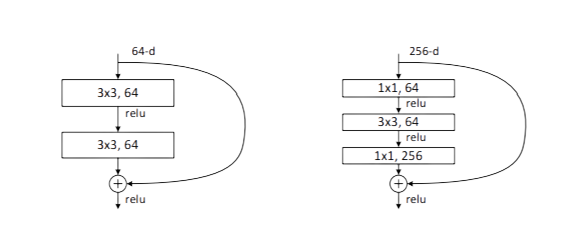 64-d
3x3, 64
relu
3x3, 64
+
relu
256-d
1x1, 64
relu
3x3, 64
relu
1x1, 256
+
relu